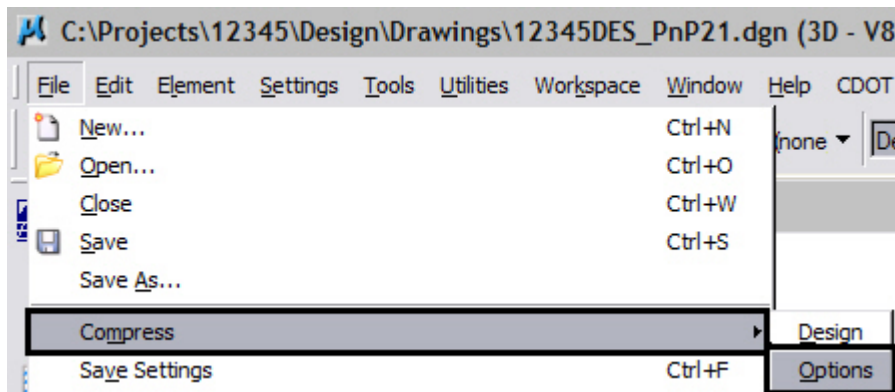 C:\Projects\12345\Design\Drawings\12345DES_PnP21.dgn (3D - V8
File Edit Element Settings Tools Utilities Workspace Window Help CDOT
New... Ctrl+N
(none
Open... Ctrl+O
Close Ctrl+W
Save Ctrl+S
Save As...
Compress
Design
Save Settings Ctrl+F
Options